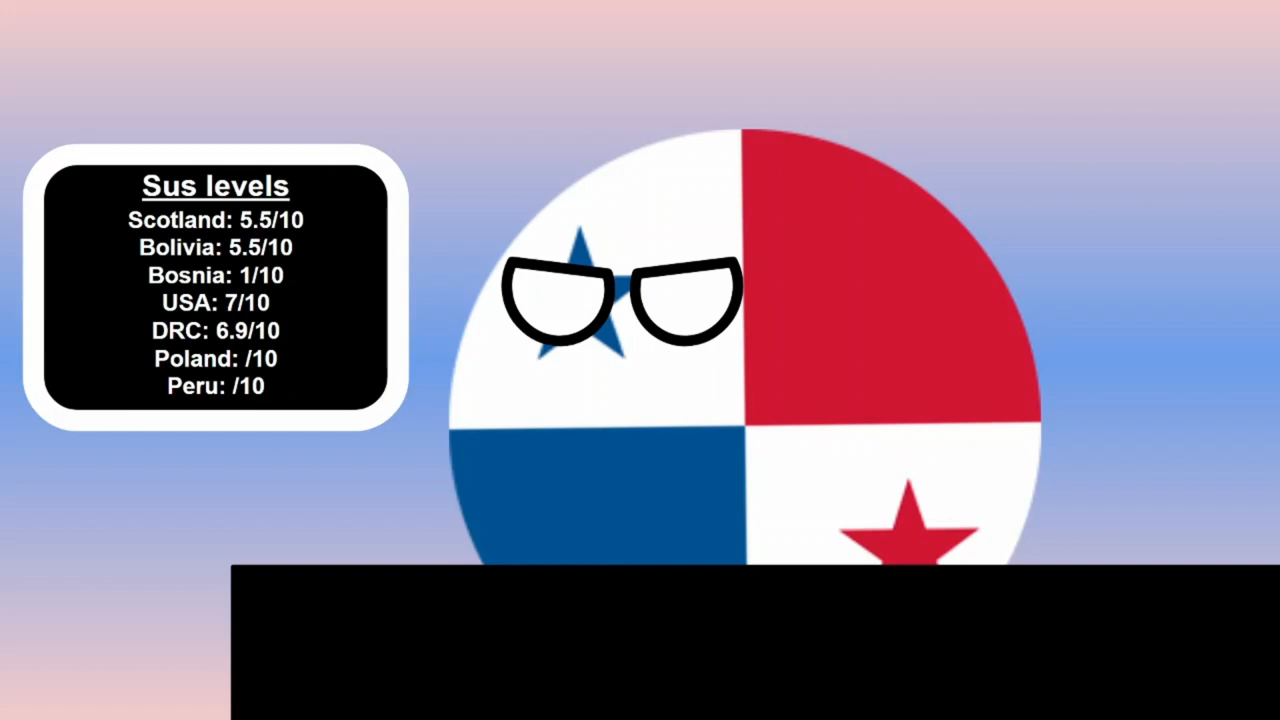 Sus levels
Scotland: 5.5/10
Bolivia: 5.5/10
Bosnia: 1/10
USA: 7/10
DRC: 6.9/10
Poland: /10
Peru: /10